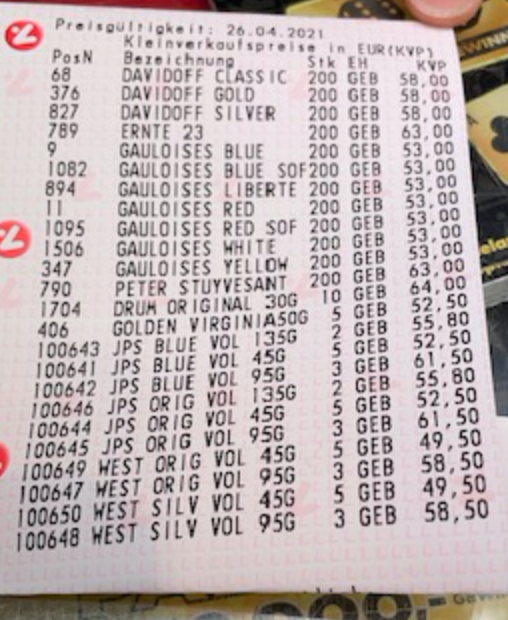 Preisgültigkeit: 26.04.2021
Kleinverkaufspreise in EUR(KVP)
PosN Bezeichnung Stk EH KVP
68 DAVIDOFF CLASSIC 200 GEB 58,00
376 DAVIDOFF GOLD 200 GEB 58,00
827 DAVIDOFF SILVER 200 GEB 58,00
789 ERNTE 23 200 GEB 63,00
9 GAULOISES BLUE 200 GEB 53,00
1082 GAULOISES BLUE SOF200 GEB 53,00
894 GAULOISES LIBERTE 200 GEB 53,00
11 GAULOISES RED 200 GEB 53,00
1095 GAULOISES RED SOF 200 GEB 53,00
1506 GAULOISES WHITE 200 GEB 53,00
347 GAULOISES YELLOW 200 GEB 53,00
790 PETER STUYVESANT 200 GEB 63,00
1704 DRUM ORIGINAL 30G 10 GEB 64,00
406 GOLDEN VIRGINIA50G 5 GEB 52,50
100643 JPS BLUE VOL 135G 2 GEB 55,80
100641 JPS BLUE VOL 45G 5 GEB 52,50
100642 JPS BLUE VOL 95G 3 GEB 61,50
100646 JPS ORIG VOL 135G 2 GEB 55,80
100644 JPS ORIG VOL 45G 5 GEB 52,50
100645 JPS ORIG VOL 95G 3 GEB 61,50
100649 WEST ORIG VOL 45G 5 GEB 49,50
100647 WEST ORIG VOL 95G 3 GEB 58,50
100650 WEST SILV VOL 45G 5 GEB 49,50
100648 WEST SILV VOL 95G 3 GEB 58,50